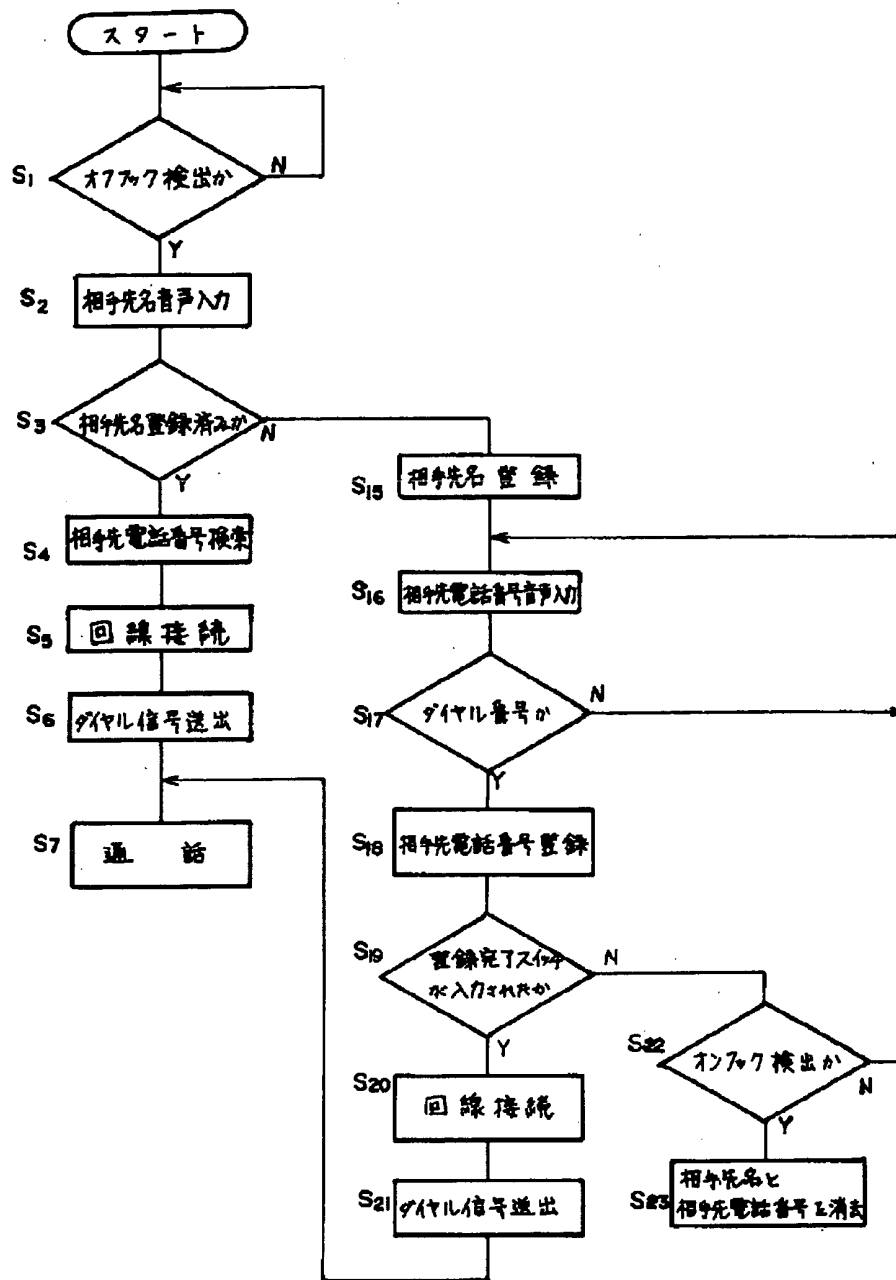 スタート
S1
オフフック検出か
N
Y
S2
相手先名音声入力
S3
相手先名登録済みか
N
Y
S4
相手先電話番号検索
S5
回線接続
S6
ダイヤル信号送出
S7
通話
S15
相手先名登録
S16
相手先電話番号音声入力
S17
ダイヤル番号か
N
Y
S18
相手先電話番号登録
S19
登録完了スイッチ
が入力されたか
N
Y
S20
回線接続
S21
ダイヤル信号送出
S22
オンフック検出か
N
Y
S23
相手先名と
相手先電話番号を消去